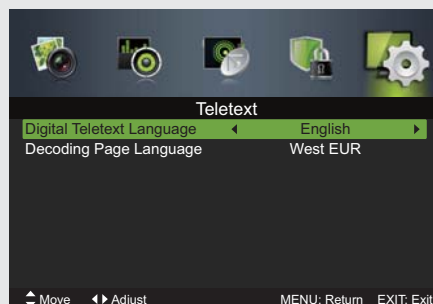 Teletext
Digital Teletext Language English
Decoding Page Language West EUR
Move Adjust MENU: Return EXIT: Exit